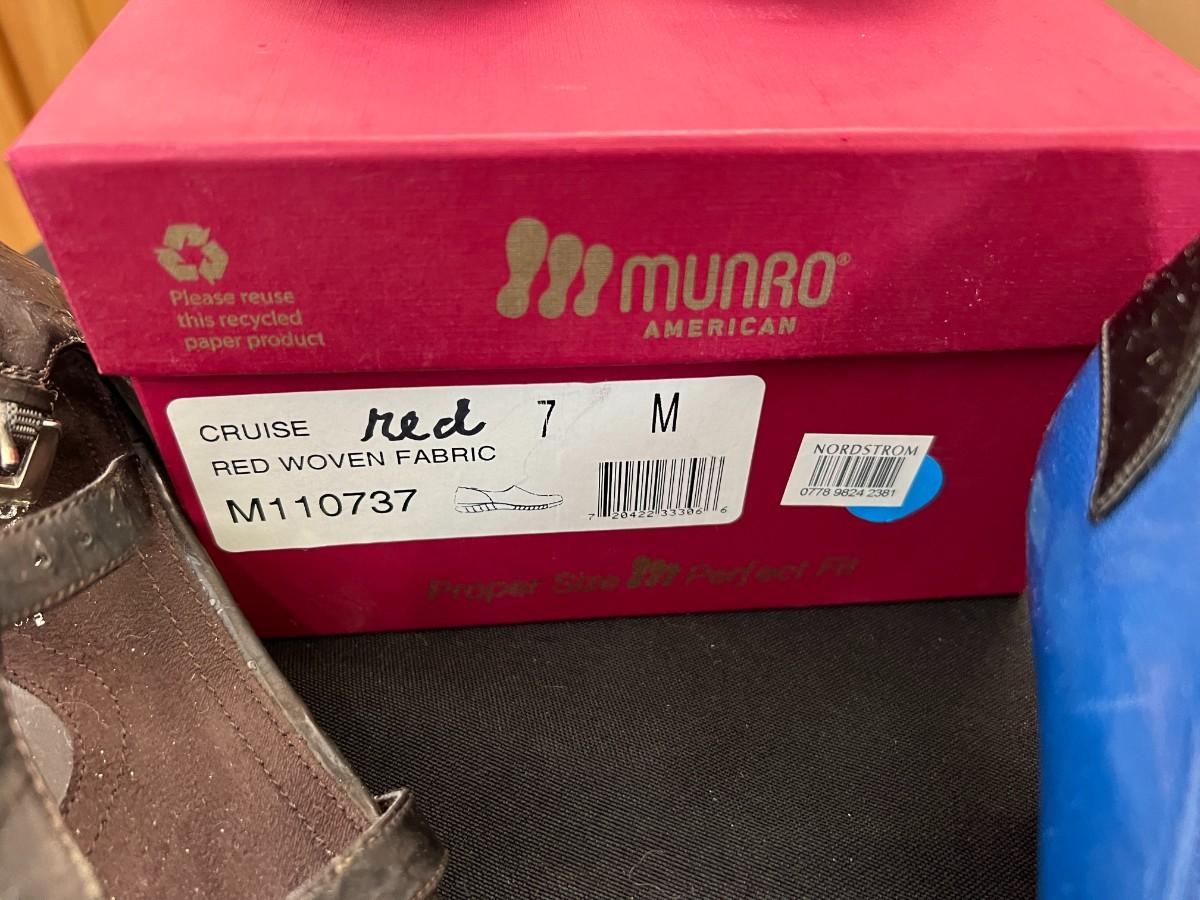 Please reuse
this recycled
paper product
MUNRO®
AMERICAN
CRUISE red 7 M
RED WOVEN FABRIC
M110737
7 20422 33306 6
NORDSTROM
0778 9824 2381
Proper Size Perfect Fit